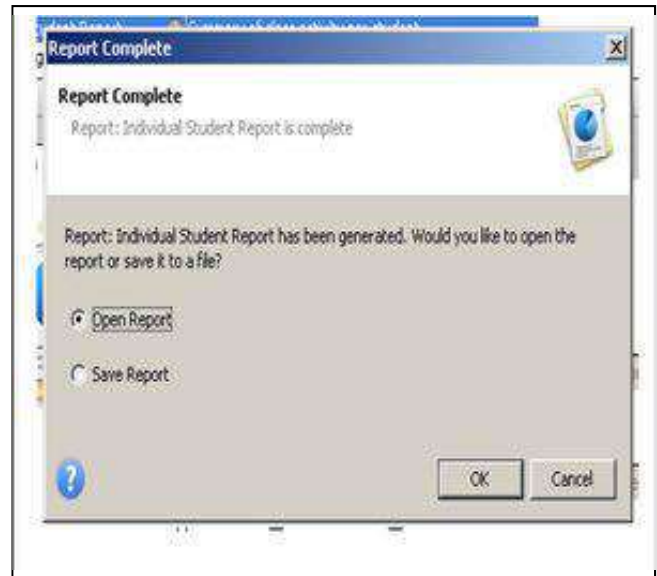 Report Complete
Report Complete
Report: Individual Student Report is complete
Report: Individual Student Report has been generated. Would you like to open the
report or save it to a file?
Open Report
Save Report
OK
Cancel